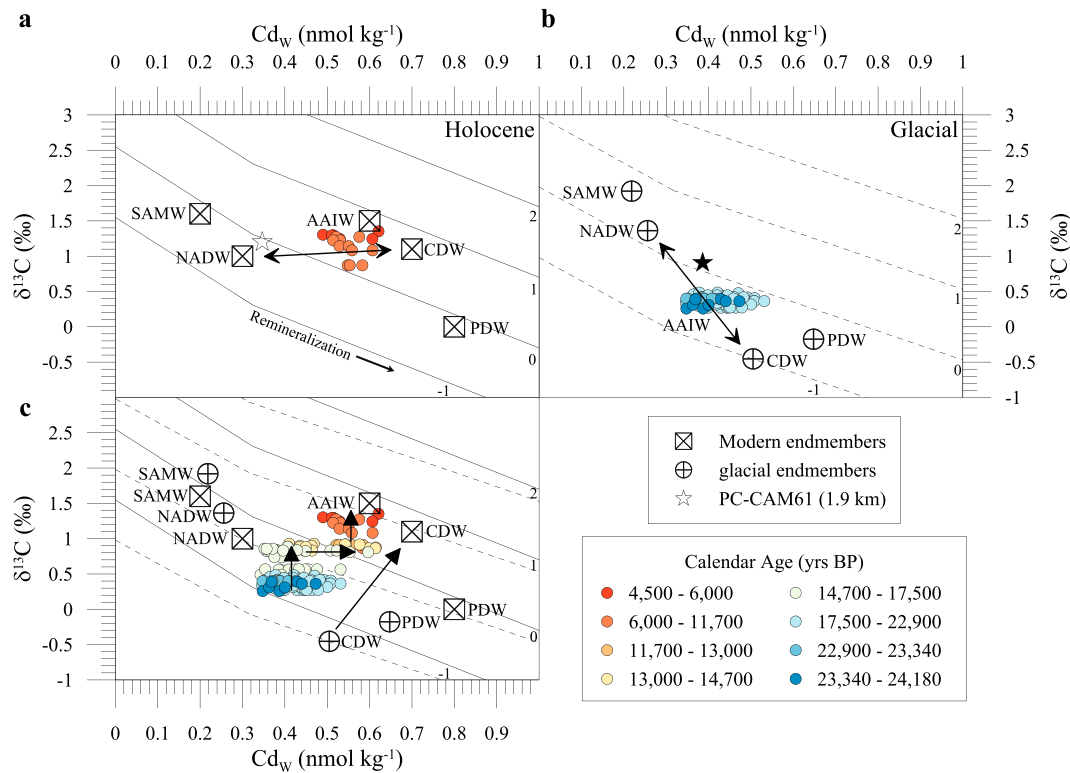 a
b
Cd_W (nmol kg⁻¹)
Cd_W (nmol kg⁻¹)
0 0.1 0.2 0.3 0.4 0.5 0.6 0.7 0.8 0.9 1
0.1 0.2 0.3 0.4 0.5 0.6 0.7 0.8 0.9 1
3
2.5
2
1.5
1
0.5
0
-0.5
-1
δ¹³C (‰)
Holocene
SAMW
AAIW
NADW
CDW
PDW
Remineralization
2
1
0
-1
Glacial
SAMW
NADW
AAIW
PDW
CDW
2
1
0
-1
3
2.5
2
1.5
1
0.5
0
-0.5
-1
δ¹³C (‰)
c
2.5
2
1.5
1
0.5
0
-0.5
-1
δ¹³C (‰)
SAMW
SAMW
AAIW
NADW
NADW
CDW
PDW
PDW
CDW
2
1
0
-1
0 0.1 0.2 0.3 0.4 0.5 0.6 0.7 0.8 0.9 1
Cd_W (nmol kg⁻¹)
Modern endmembers
glacial endmembers
PC-CAM61 (1.9 km)
Calendar Age (yrs BP)
4,500 - 6,000
6,000 - 11,700
11,700 - 13,000
13,000 - 14,700
14,700 - 17,500
17,500 - 22,900
22,900 - 23,340
23,340 - 24,180